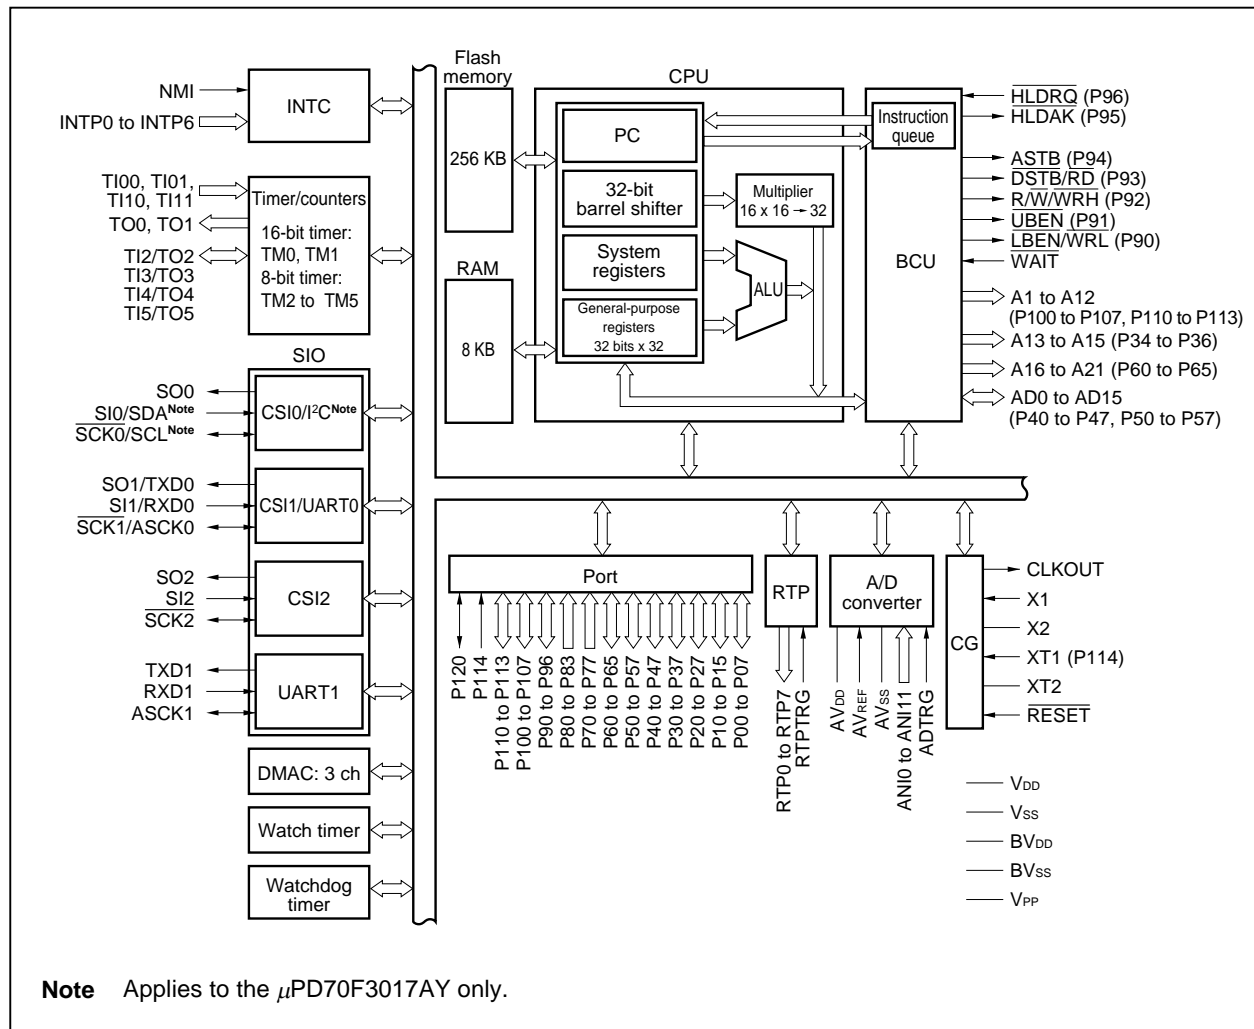 NMI
INTP0 to INTP6
INTC
TI00, TI01,
TI10, TI11
TO0, TO1
TI2/TO2
TI3/TO3
TI4/TO4
TI5/TO5
Timer/counters
16-bit timer:
TM0, TM1
8-bit timer:
TM2 to TM5
SIO
SO0
SI0/SDA Note
SCK0/SCL Note
CSI0/I²C Note
SO1/TXD0
SI1/RXD0
SCK1/ASCK0
CSI1/UART0
SO2
SI2
SCK2
CSI2
TXD1
RXD1
ASCK1
UART1
DMAC: 3 ch
Watch timer
Watchdog
timer
Flash
memory
256 KB
RAM
8 KB
CPU
PC
32-bit
barrel shifter
System
registers
General-purpose
registers
32 bits x 32
Multiplier
16 x 16 → 32
ALU
Instruction
queue
BCU
HLDRQ (P96)
HLDAK (P95)
ASTB (P94)
DSTB/RD (P93)
R/W/WRH (P92)
UBEN (P91)
LBEN/WRL (P90)
WAIT
A1 to A12
(P100 to P107, P110 to P113)
A13 to A15 (P34 to P36)
A16 to A21 (P60 to P65)
AD0 to AD15
(P40 to P47, P50 to P57)
Port
P120
P114
P110 to P113
P100 to P107
P90 to P96
P80 to P83
P70 to P77
P60 to P65
P50 to P57
P40 to P47
P30 to P37
P20 to P27
P10 to P15
P00 to P07
RTP
RTP0 to RTP7
RTPTRG
A/D
converter
AVDD
AVREF
AVSS
ANI0 to ANI11
ADTRG
CG
CLKOUT
X1
X2
XT1 (P114)
XT2
RESET
VDD
VSS
BVDD
BVSS
VPP
Note Applies to the µPD70F3017AY only.